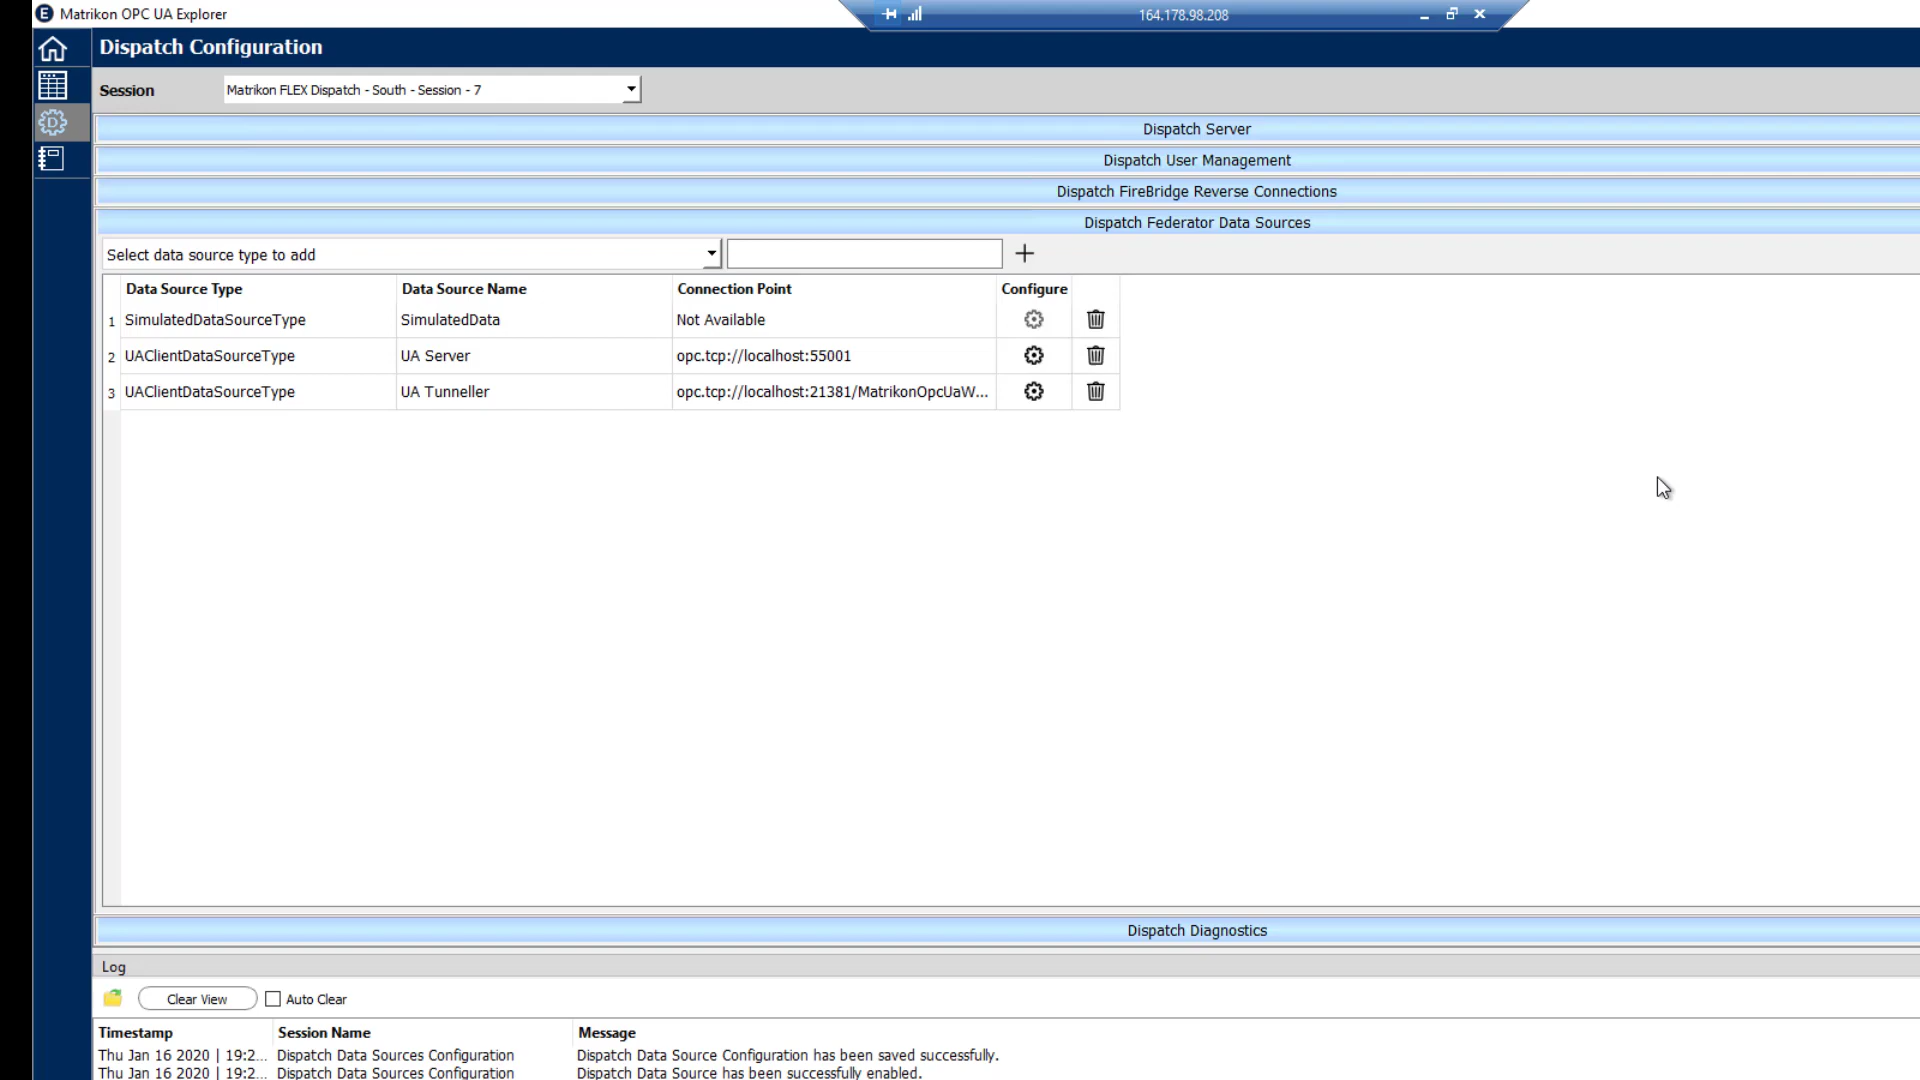 E Matrikon OPC UA Explorer
164.178.98.208
Dispatch Configuration
D
Session Matrikon FLEX Dispatch - South - Session - 7
Dispatch Server
Dispatch User Management
Dispatch FireBridge Reverse Connections
Dispatch Federator Data Sources
Select data source type to add
Data Source Type Data Source Name Connection Point Configure
1 SimulatedDataSourceType SimulatedData Not Available
2 UAClientDataSourceType UA Server opc.tcp://localhost:55001
3 UAClientDataSourceType UA Tunneller opc.tcp://localhost:21381/MatrikonOpcUaW...
Dispatch Diagnostics
Log
Clear View Auto Clear
Timestamp Session Name Message
Thu Jan 16 2020 | 19:2... Dispatch Data Sources Configuration Dispatch Data Source Configuration has been saved successfully.
Thu Jan 16 2020 | 19:2... Dispatch Data Sources Configuration Dispatch Data Source has been successfully enabled.